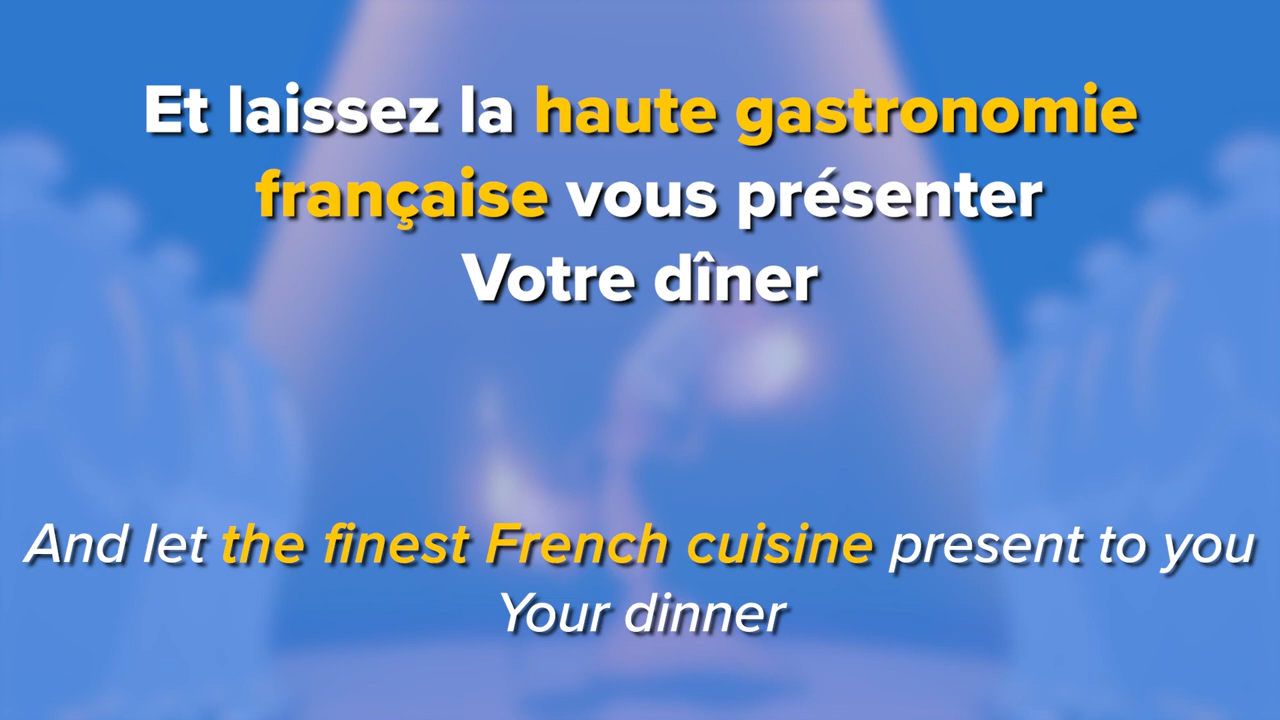 Et laissez la haute gastronomie
française vous présenter
Votre dîner
And let the finest French cuisine present to you
Your dinner